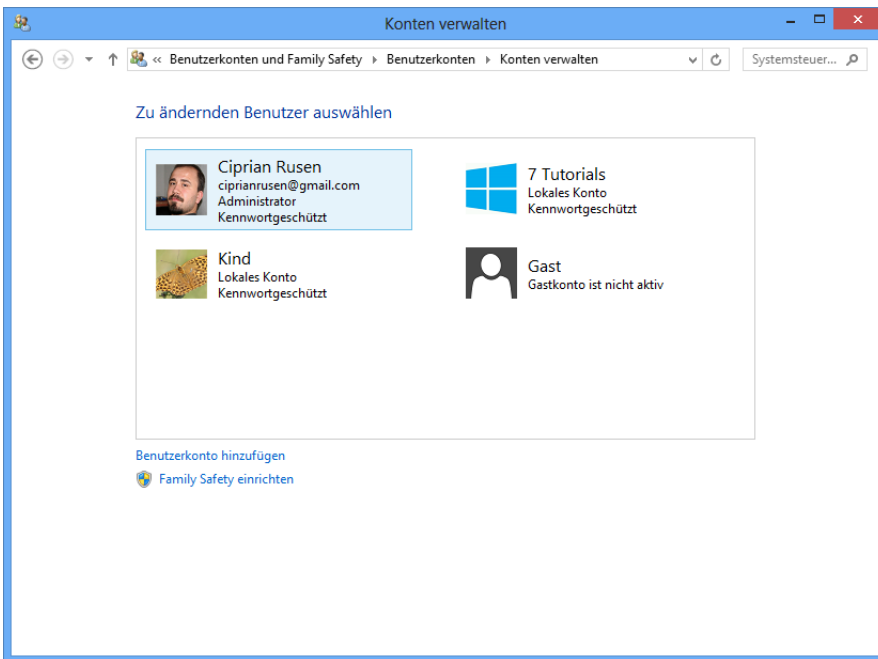 Konten verwalten
« Benutzerkonten und Family Safety Benutzerkonten Konten verwalten
Systemsteuer...
Zu ändernden Benutzer auswählen
Ciprian Rusen
ciprianrusen@gmail.com
Administrator
Kennwortgeschützt
7 Tutorials
Lokales Konto
Kennwortgeschützt
Kind
Lokales Konto
Kennwortgeschützt
Gast
Gastkonto ist nicht aktiv
Benutzerkonto hinzufügen
Family Safety einrichten